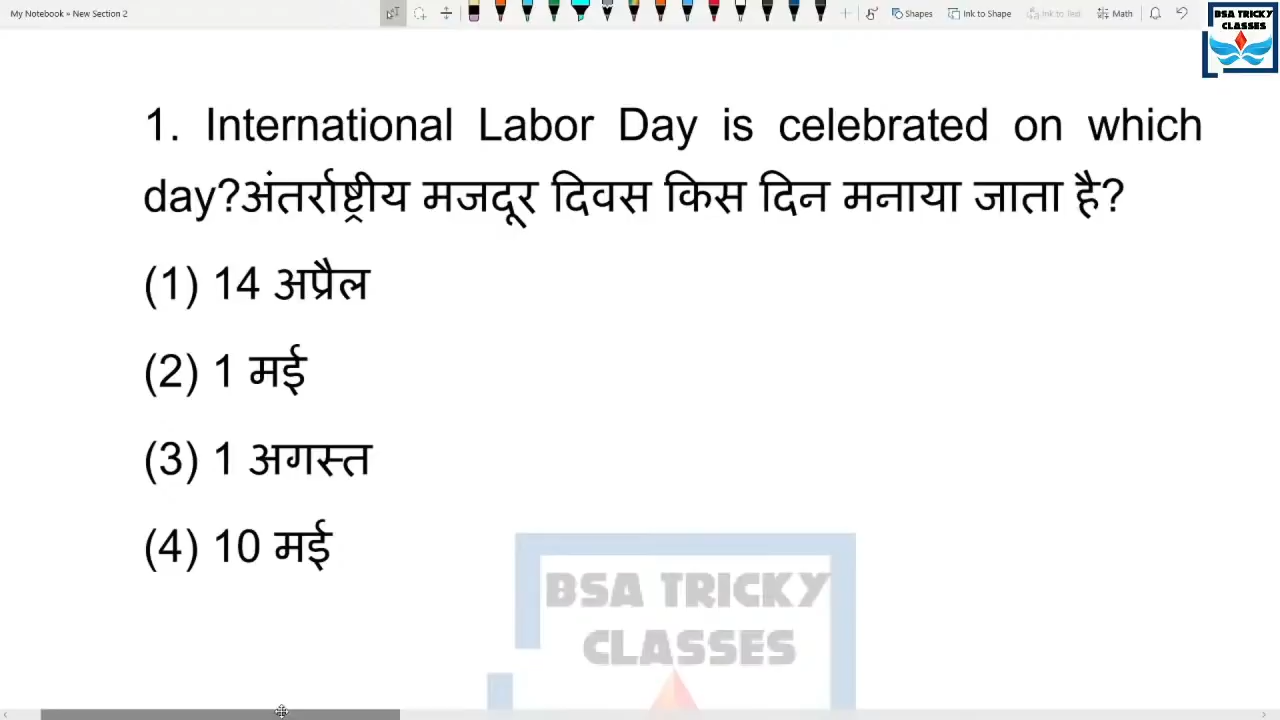 My Notebook » New Section 2
Shapes Ink to Shape Ink to Text Math
BSA TRICKY
CLASSES
1. International Labor Day is celebrated on which
day?अंतर्राष्ट्रीय मजदूर दिवस किस दिन मनाया जाता है?
(1) 14 अप्रैल
(2) 1 मई
(3) 1 अगस्त
(4) 10 मई
BSA TRICKY
CLASSES